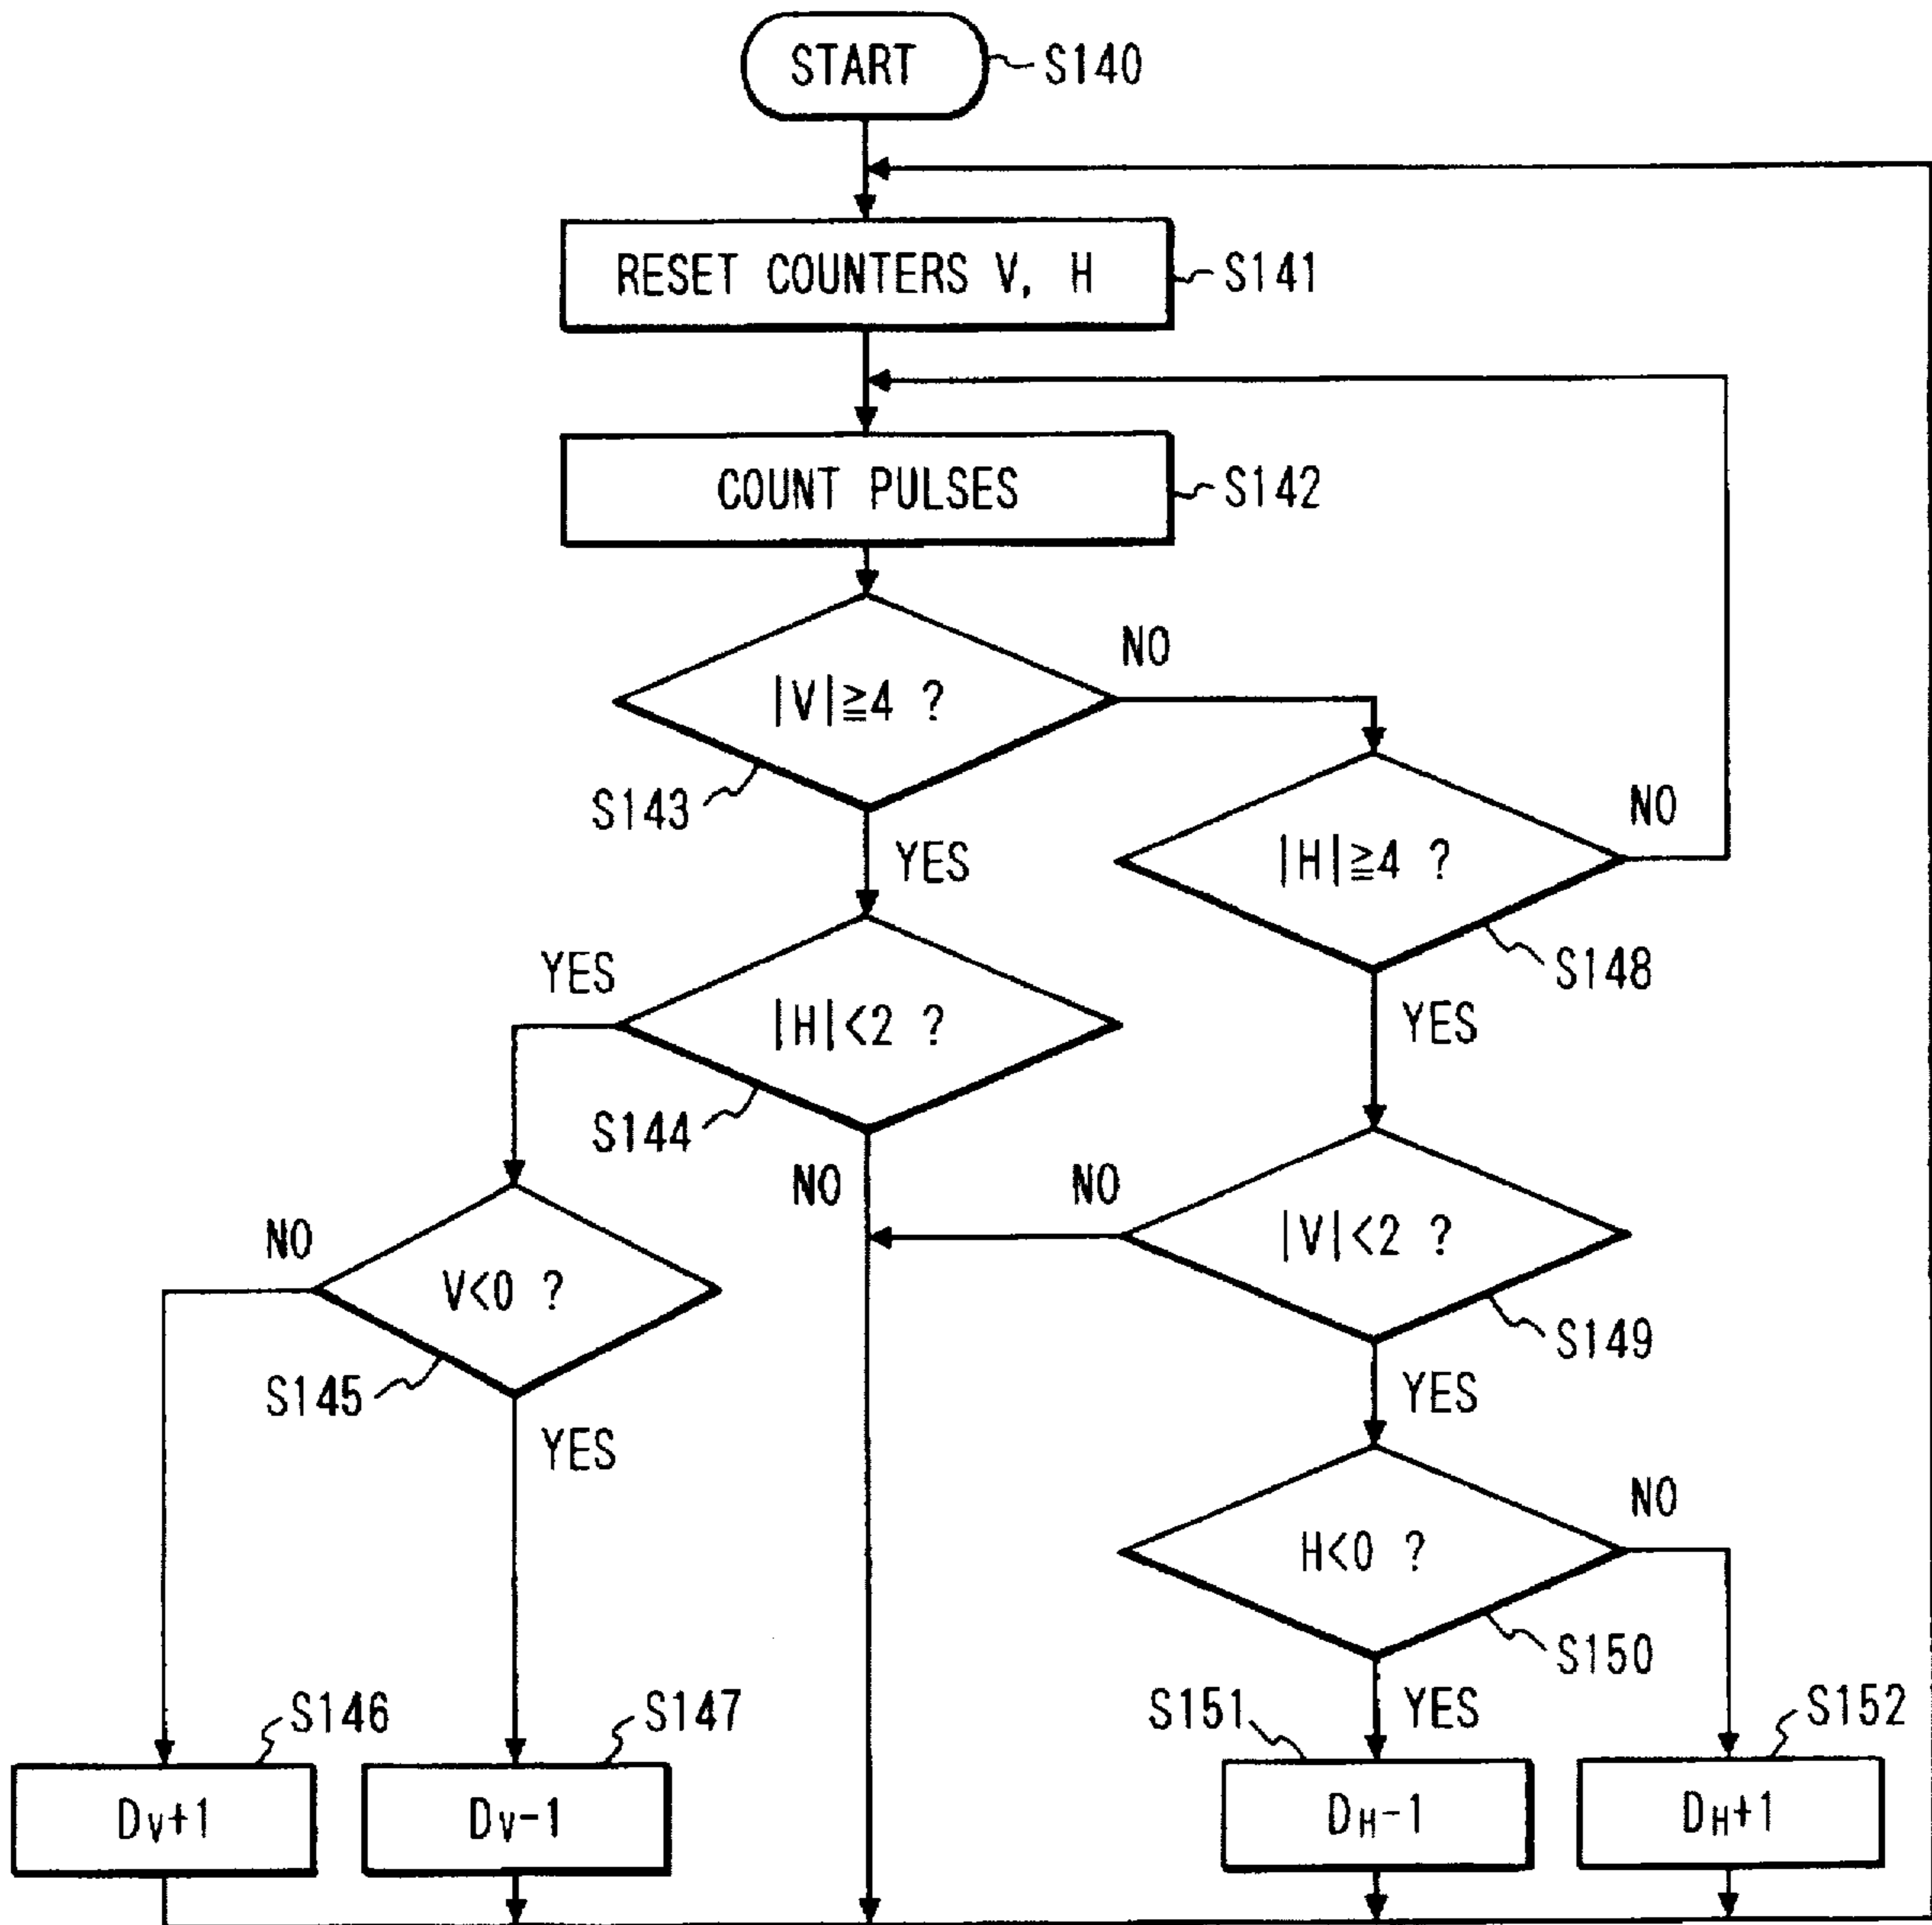 START
S140
RESET COUNTERS V, H
S141
COUNT PULSES
S142
|V|≧4 ?
NO
S143
YES
|H|≧4 ?
NO
S148
YES
|H|<2 ?
YES
S144
NO
|V|<2 ?
NO
S149
YES
V<0 ?
NO
S145
YES
H<0 ?
NO
S150
YES
S146
Dv+1
S147
Dv-1
S151
DH-1
S152
DH+1